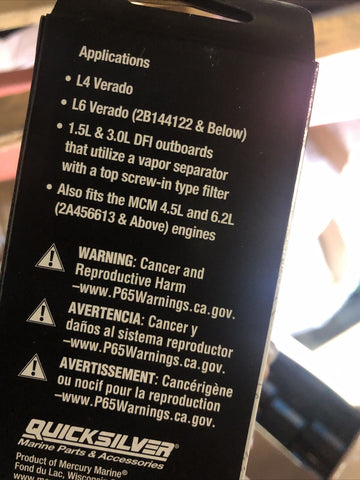 Applications
• L4 Verado
• L6 Verado (2B144122 & Below)
• 1.5L & 3.0L DFI outboards
that utilize a vapor separator
with a top screw-in type filter
• Also fits the MCM 4.5L and 6.2L
(2A456613 & Above) engines
WARNING: Cancer and
Reproductive Harm
–www.P65Warnings.ca.gov.
AVERTENCIA: Cancer y
daños al sistema reproductor
–www.P65Warnings.ca.gov.
AVERTISSEMENT: Cancérigène
ou nocif pour la reproduction
–www.P65Warnings.ca.gov.
QUICKSILVER®
Marine Parts & Accessories
Product of Mercury Marine®
Fond du Lac, Wisconsin